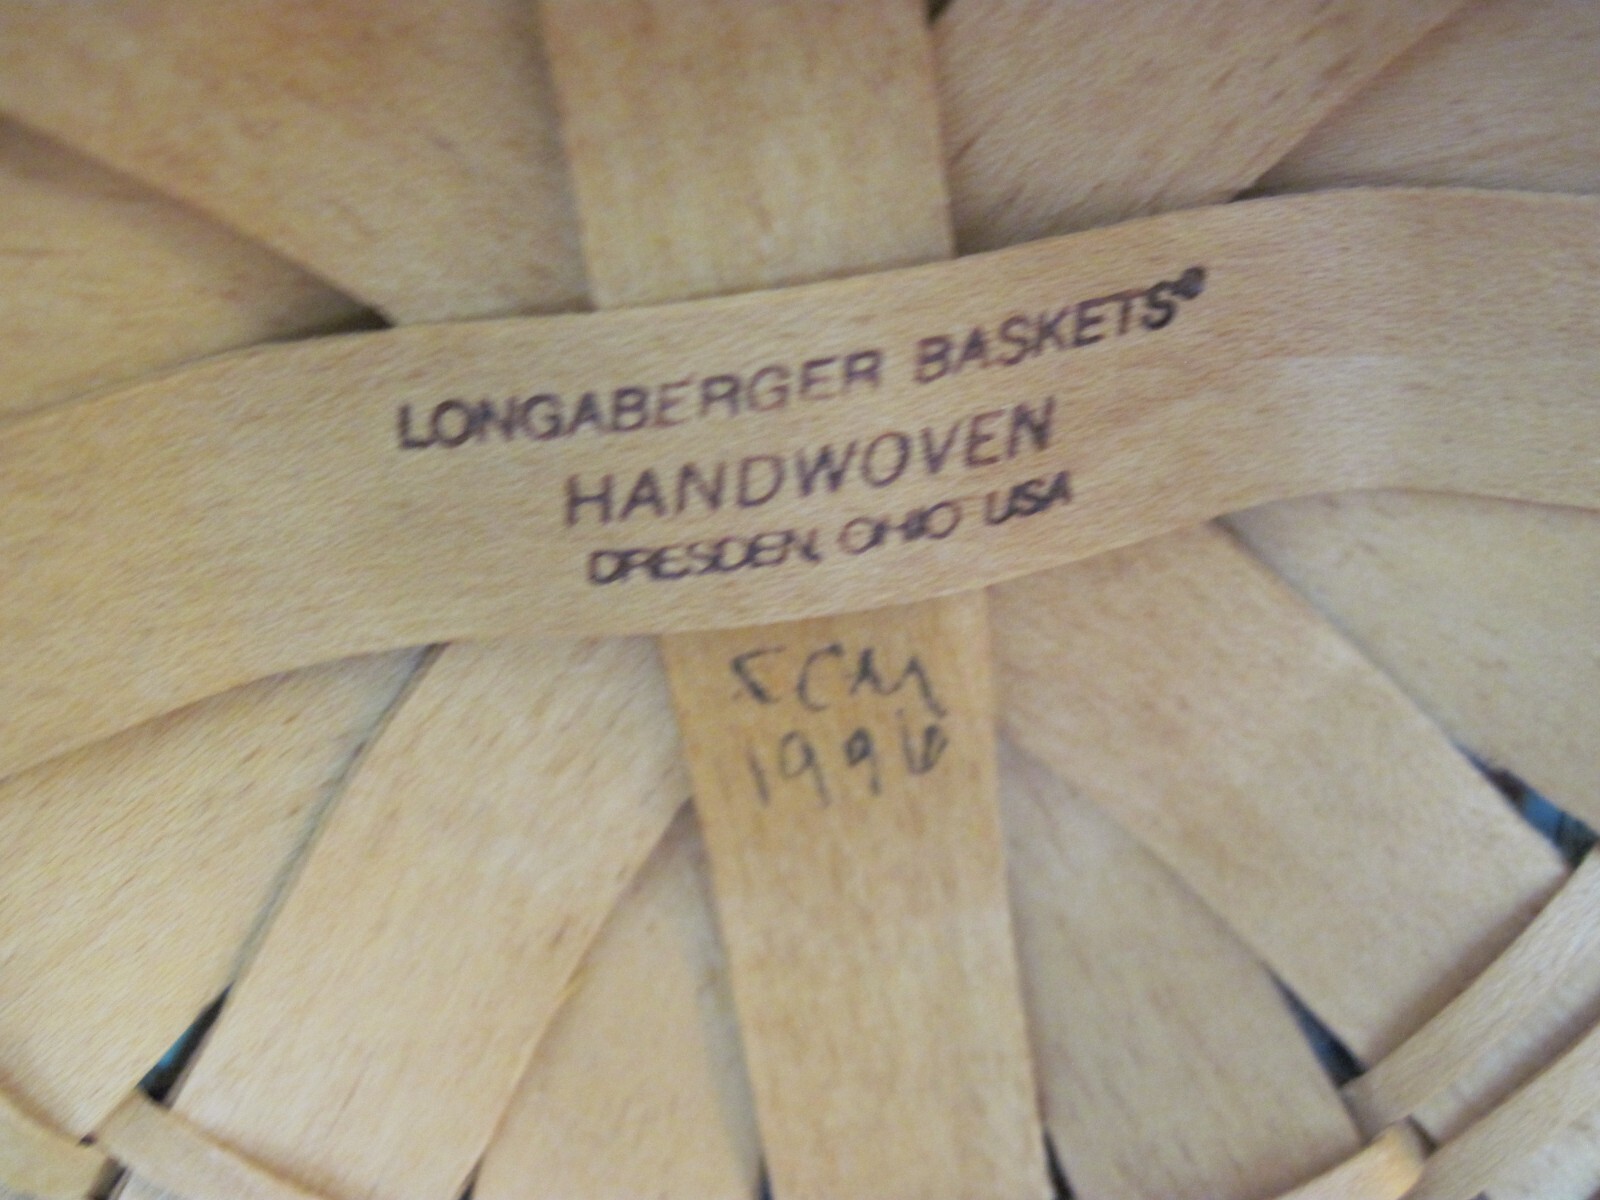 LONGABERGER BASKETS®
HANDWOVEN
DRESDEN, OHIO USA
1996